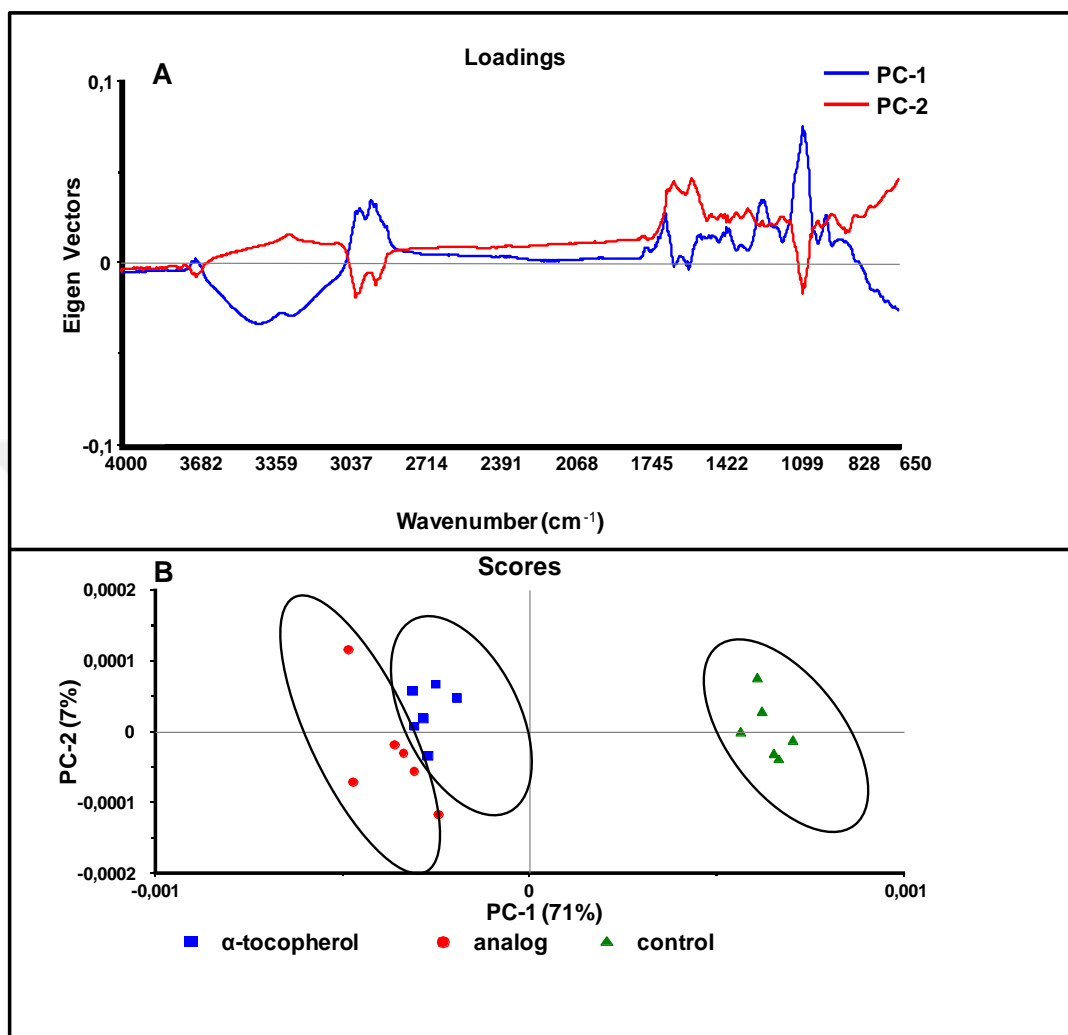 A
Loadings
PC-1
PC-2
0,1
0
-0,1
Eigen Vectors
4000 3682 3359 3037 2714 2391 2068 1745 1422 1099 828 650
Wavenumber (cm-1)
B
Scores
0,0002
0,0001
0
-0,0001
-0,0002
PC-2 (7%)
-0,001 0 0,001
PC-1 (71%)
α-tocopherol analog control